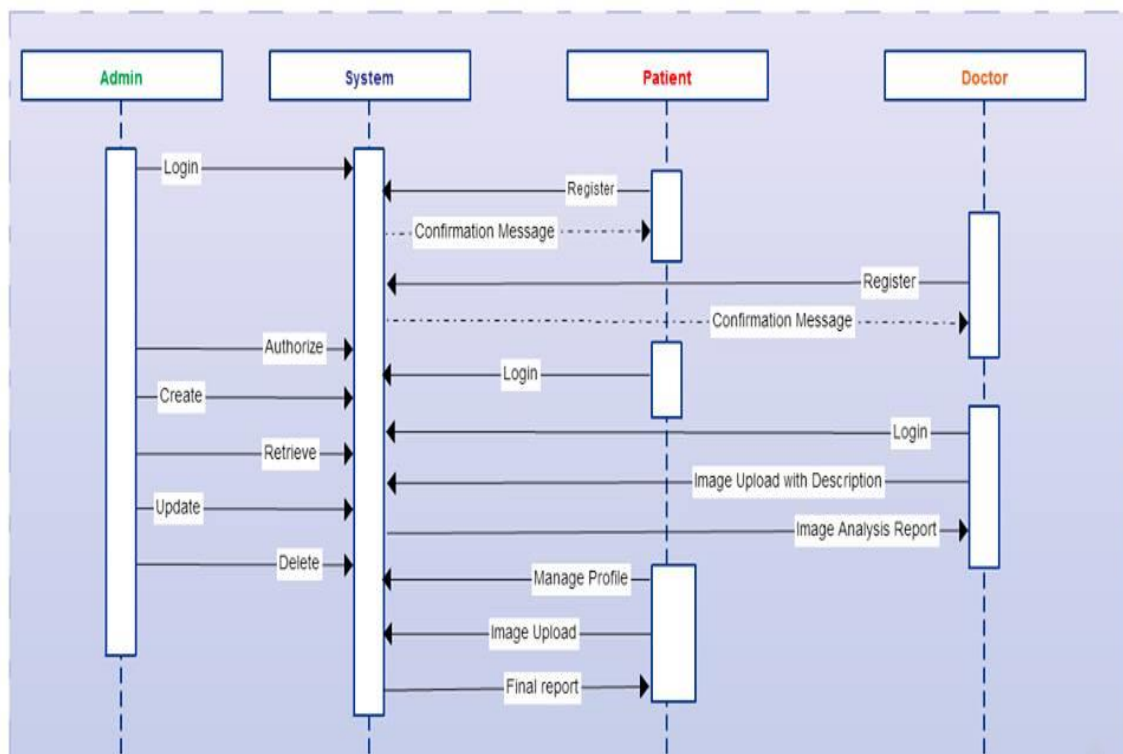 Admin
System
Patient
Doctor
Login
Register
Confirmation Message
Register
Confirmation Message
Authorize
Login
Create
Login
Retrieve
Image Upload with Description
Update
Image Analysis Report
Delete
Manage Profile
Image Upload
Final report